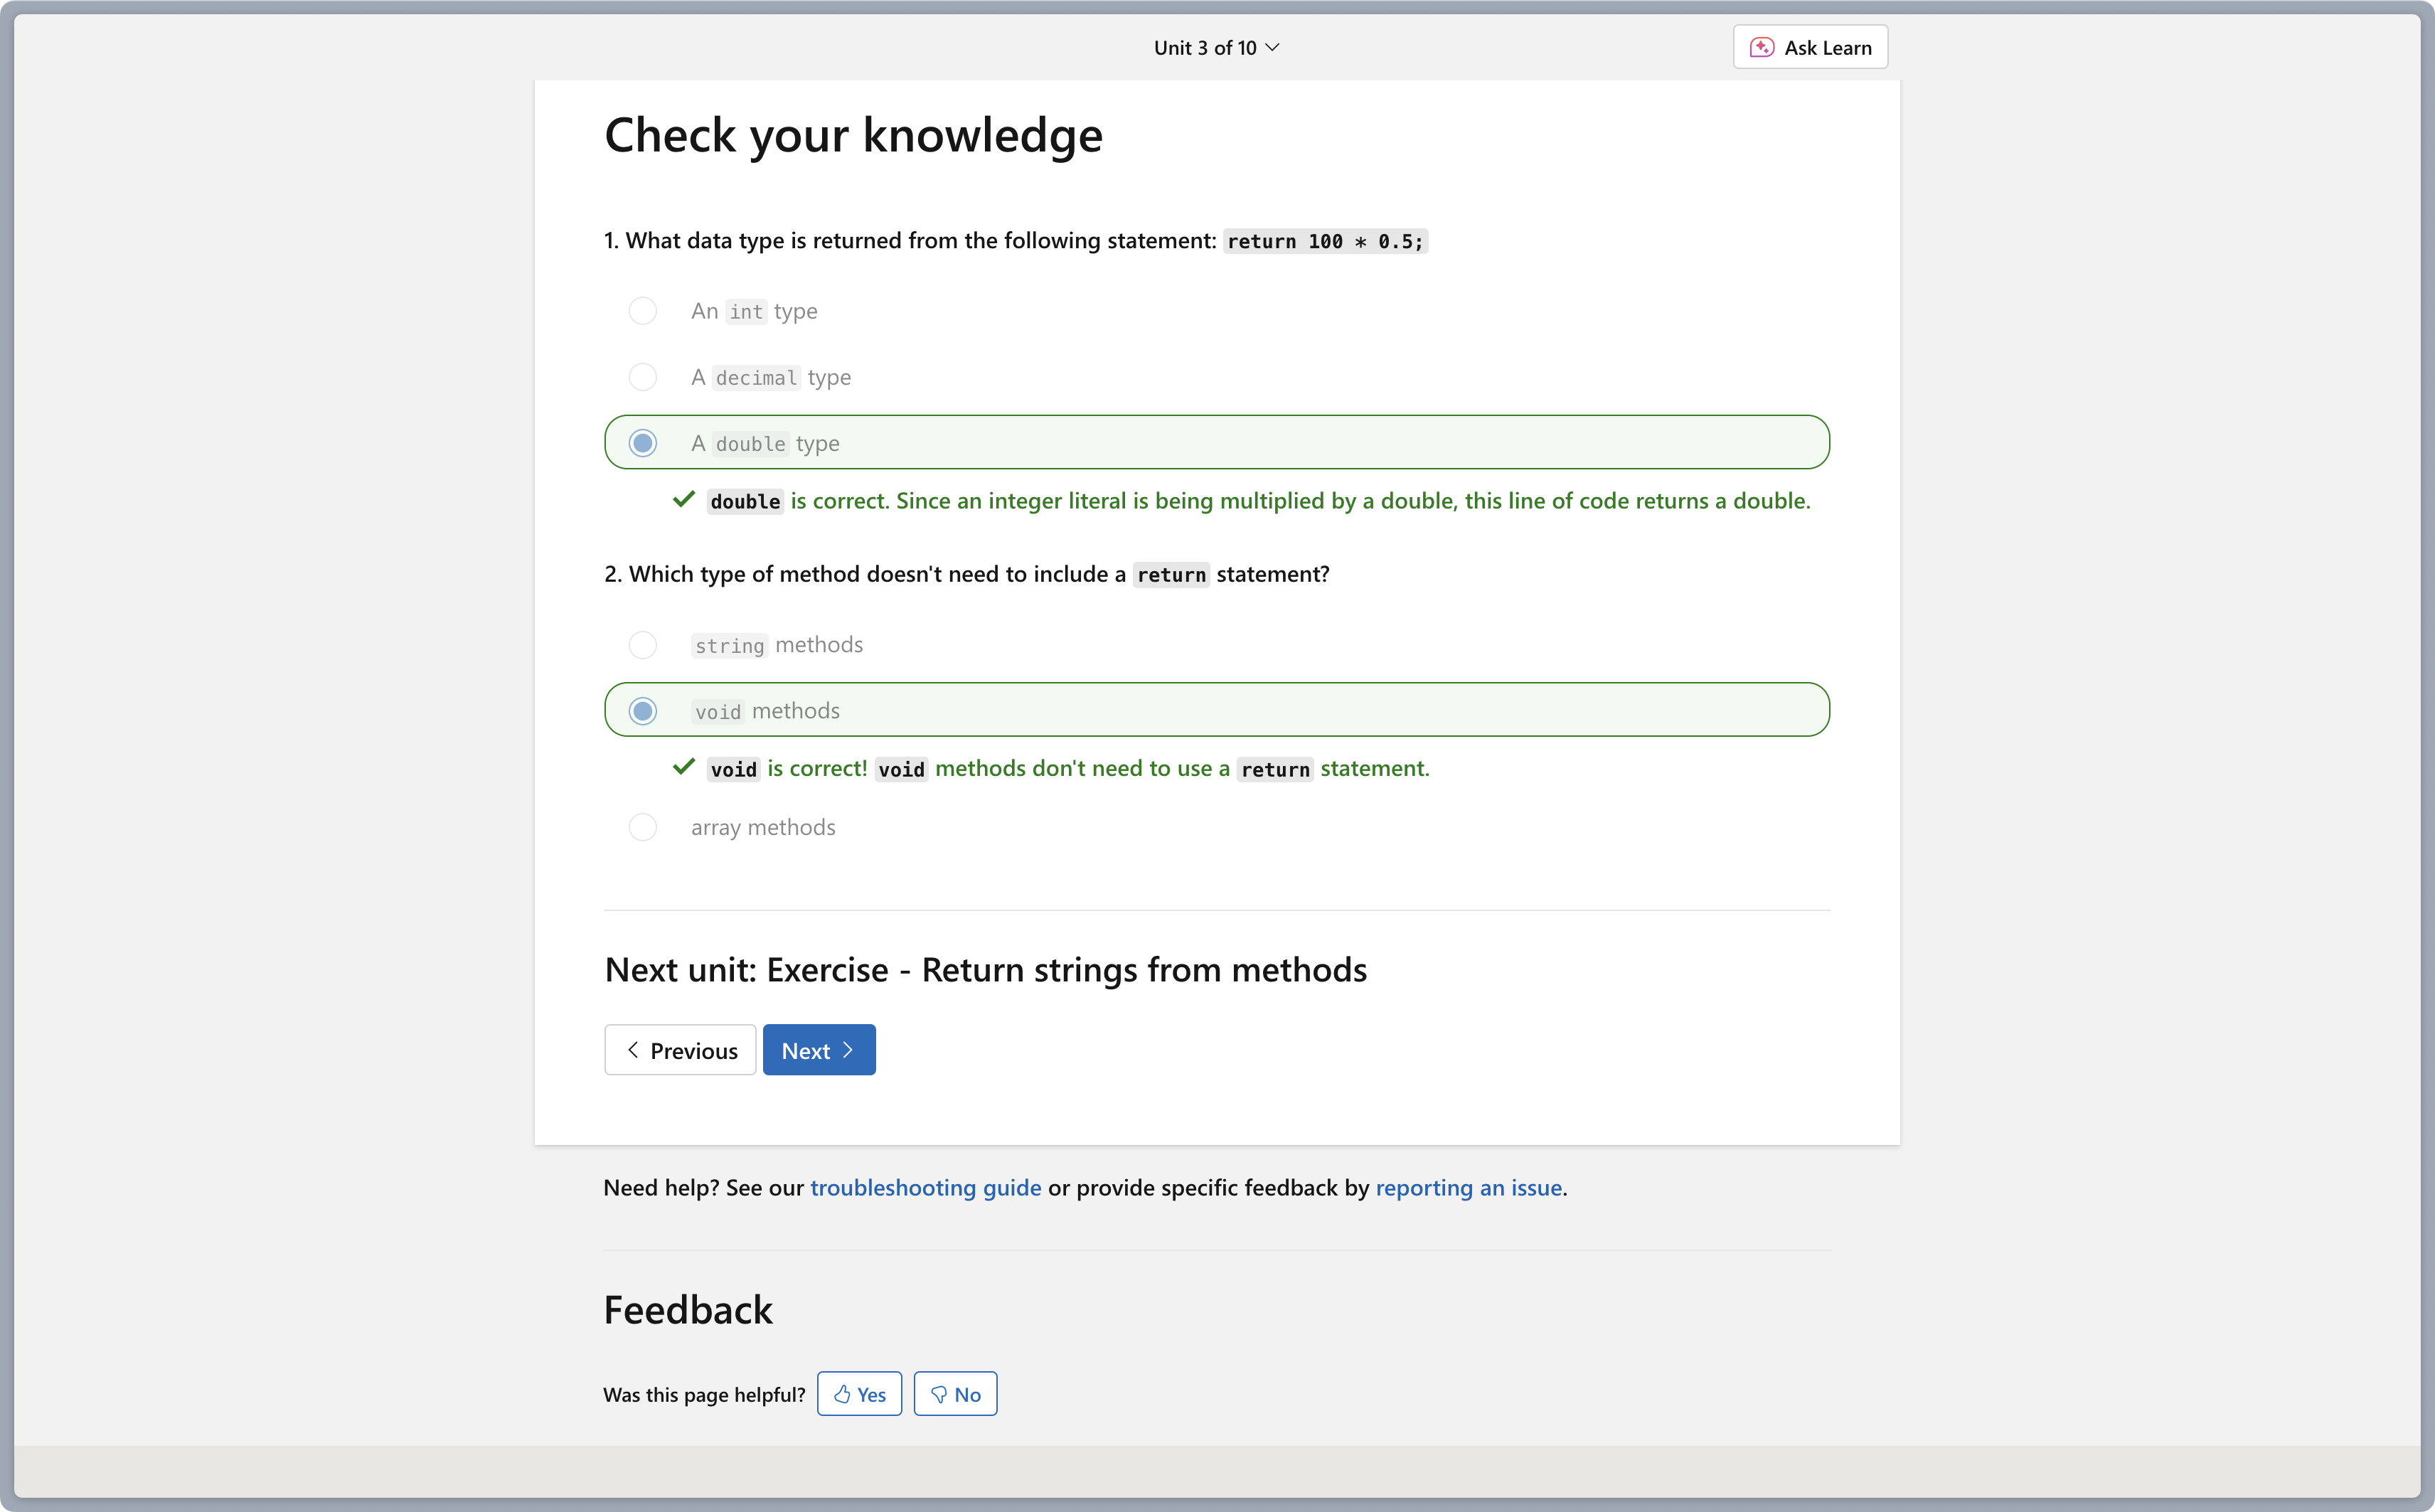 Unit 3 of 10
Ask Learn
Check your knowledge
1. What data type is returned from the following statement: return 100 * 0.5;
An int type
A decimal type
A double type
double is correct. Since an integer literal is being multiplied by a double, this line of code returns a double.
2. Which type of method doesn't need to include a return statement?
string methods
void methods
void is correct! void methods don't need to use a return statement.
array methods
Next unit: Exercise - Return strings from methods
Previous
Next
Need help? See our troubleshooting guide or provide specific feedback by reporting an issue.
Feedback
Was this page helpful? Yes No